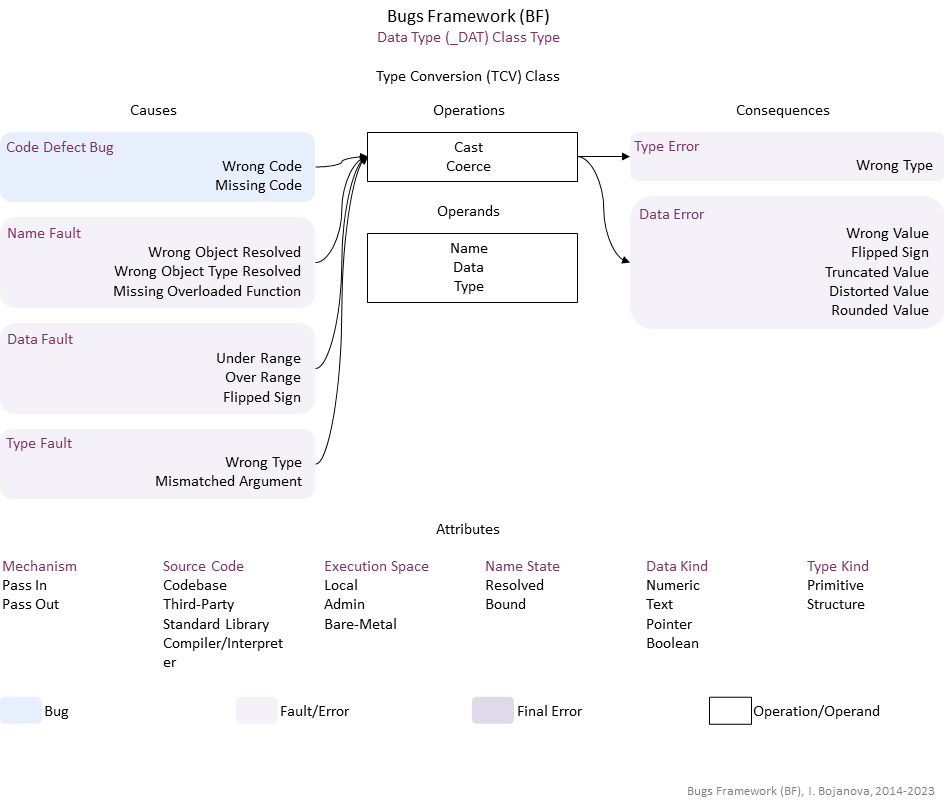 Bugs Framework (BF)
Data Type (_DAT) Class Type
Type Conversion (TCV) Class
Causes
Operations
Consequences
Code Defect Bug
Wrong Code
Missing Code
Name Fault
Wrong Object Resolved
Wrong Object Type Resolved
Missing Overloaded Function
Data Fault
Under Range
Over Range
Flipped Sign
Type Fault
Wrong Type
Mismatched Argument
Cast
Coerce
Operands
Name
Data
Type
Type Error
Wrong Type
Data Error
Wrong Value
Flipped Sign
Truncated Value
Distorted Value
Rounded Value
Attributes
Mechanism
Pass In
Pass Out
Source Code
Codebase
Third-Party
Standard Library
Compiler/Interpret
er
Execution Space
Local
Admin
Bare-Metal
Name State
Resolved
Bound
Data Kind
Numeric
Text
Pointer
Boolean
Type Kind
Primitive
Structure
Bug
Fault/Error
Final Error
Operation/Operand
Bugs Framework (BF), I. Bojanova, 2014-2023